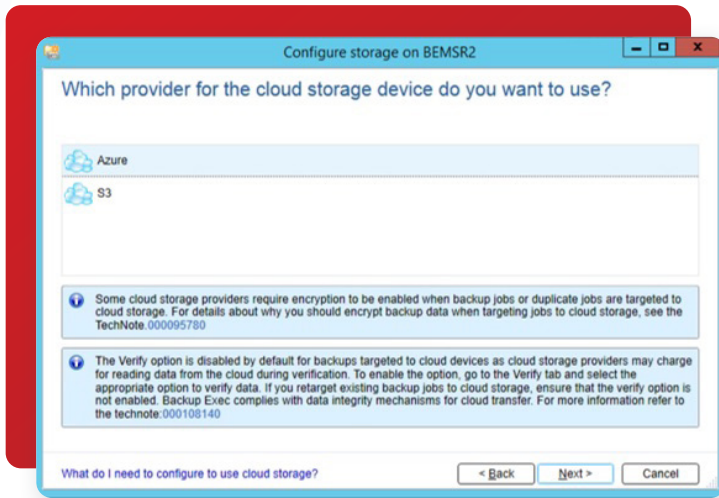 Configure storage on BEMSR2
Which provider for the cloud storage device do you want to use?
Azure
S3
Some cloud storage providers require encryption to be enabled when backup jobs or duplicate jobs are targeted to
cloud storage. For details about why you should encrypt backup data when targeting jobs to cloud storage, see the
TechNote.000095780
The Verify option is disabled by default for backups targeted to cloud devices as cloud storage providers may charge
for reading data from the cloud during verification. To enable the option, go to the Verify tab and select the
appropriate option to verify data. If you retarget existing backup jobs to cloud storage, ensure that the verify option is
not enabled. Backup Exec complies with data integrity mechanisms for cloud transfer. For more information refer to
the technote:000108140
What do I need to configure to use cloud storage?
< Back
Next >
Cancel